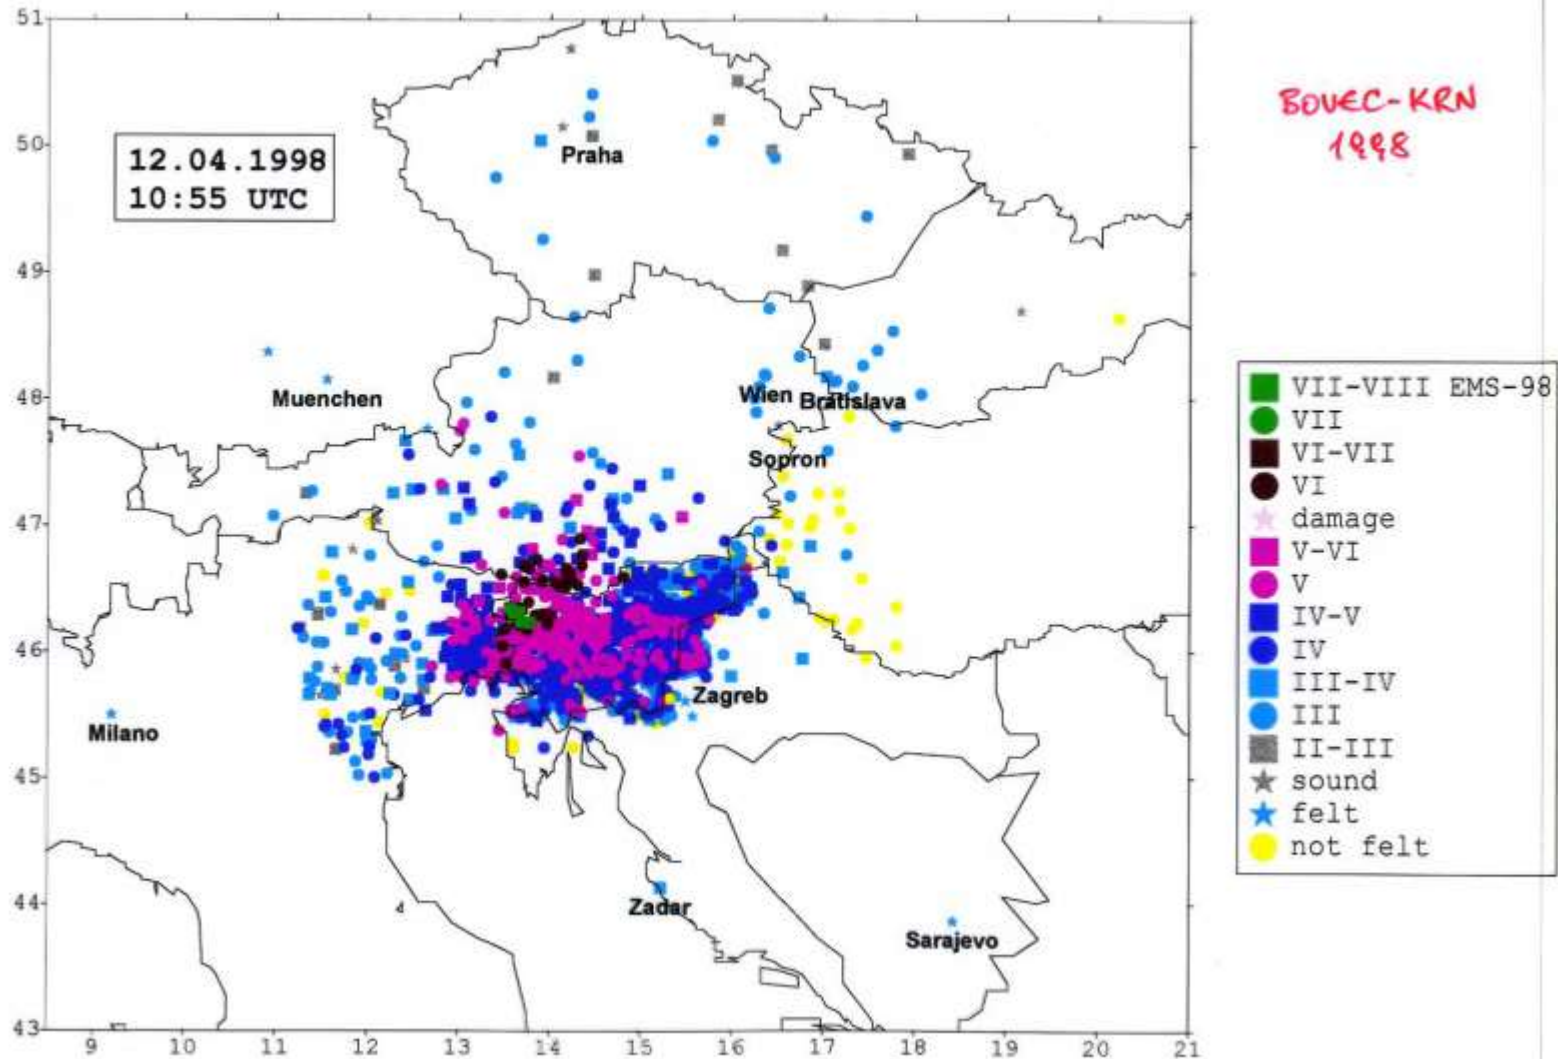 51
50
49
48
47
46
45
44
43
9 10 11 12 13 14 15 16 17 18 19 20 21
12.04.1998
10:55 UTC
Praha
Muenchen
Wien
Bratislava
Sopron
Zagreb
Milano
Zadar
Sarajevo
BOVEC-KRN
1998
VII-VIII EMS-98
VII
VI-VII
VI
damage
V-VI
V
IV-V
IV
III-IV
III
II-III
sound
felt
not felt